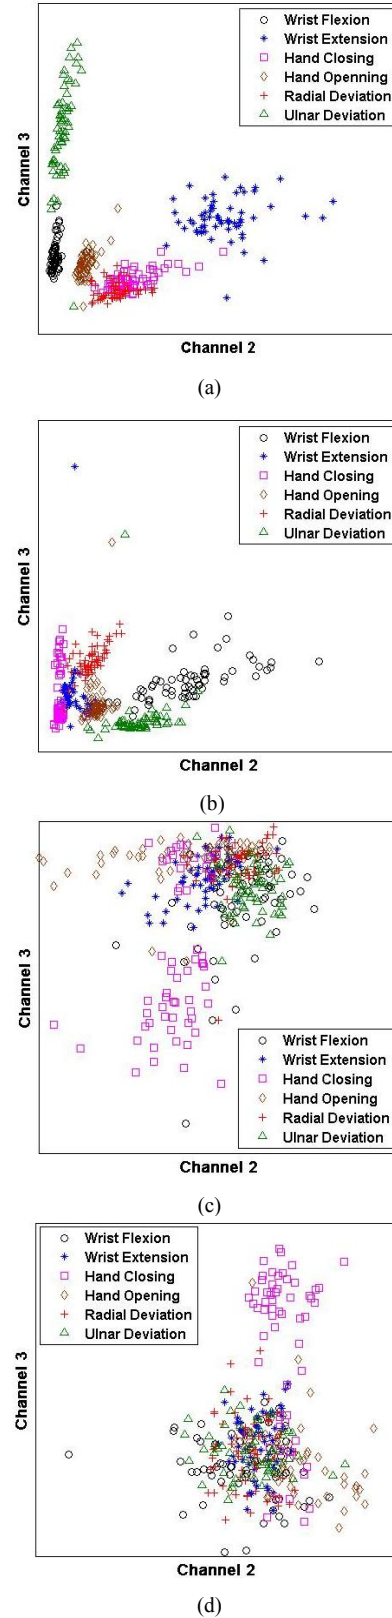 Wrist Flexion
Wrist Extension
Hand Closing
Hand Openning
Radial Deviation
Ulnar Deviation
Channel 3
Channel 2
(a)
Wrist Flexion
Wrist Extension
Hand Closing
Hand Opening
Radial Deviation
Ulnar Deviation
Channel 3
Channel 2
(b)
Channel 3
Wrist Flexion
Wrist Extension
Hand Closing
Hand Opening
Radial Deviation
Ulnar Deviation
Channel 2
(c)
Wrist Flexion
Wrist Extension
Hand Closing
Hand Opening
Radial Deviation
Ulnar Deviation
Channel 3
Channel 2
(d)